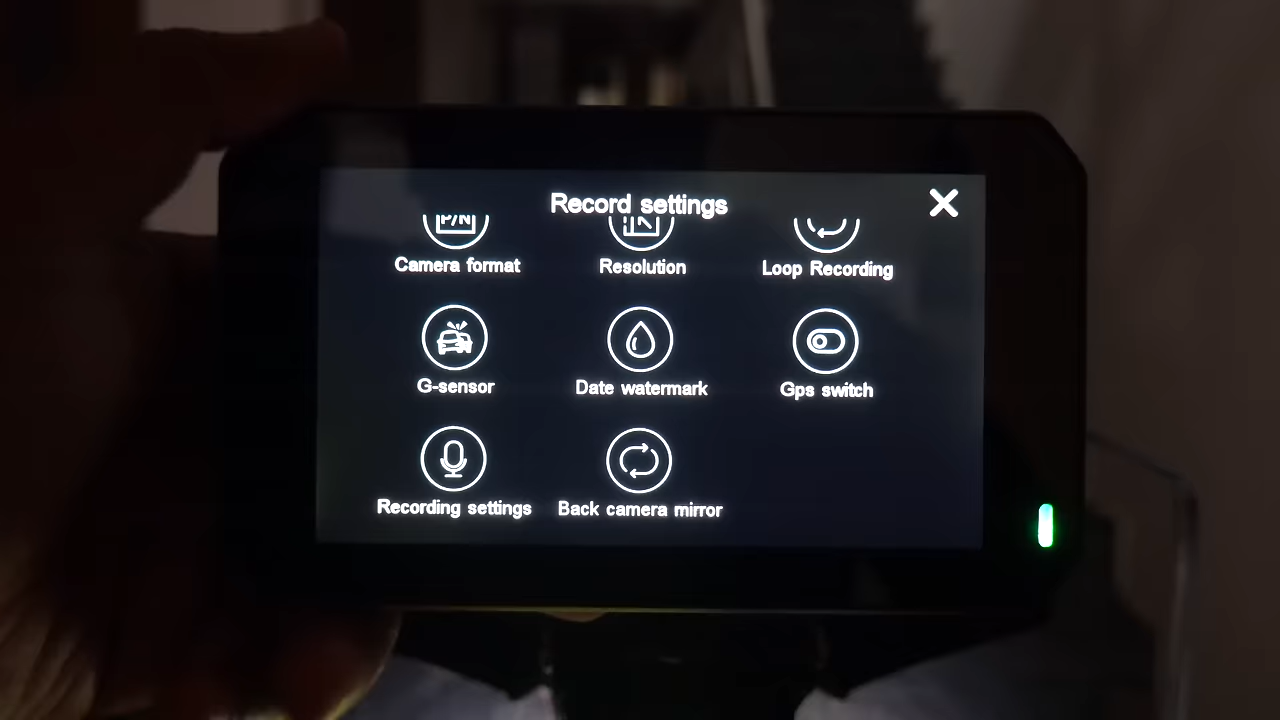 Record settings
P/N
Camera format
Resolution
Loop Recording
G-sensor
Date watermark
Gps switch
Recording settings
Back camera mirror